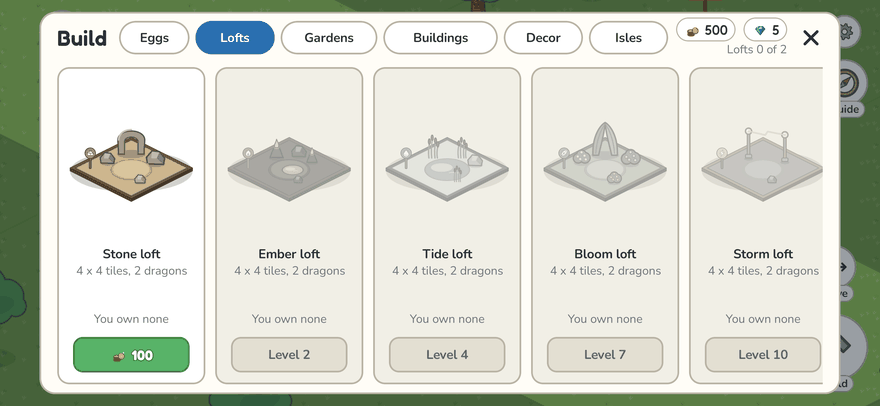 Build
Eggs
Lofts
Gardens
Buildings
Decor
Isles
500
5
Lofts 0 of 2
Stone loft
4 x 4 tiles, 2 dragons
You own none
100
Ember loft
4 x 4 tiles, 2 dragons
You own none
Level 2
Tide loft
4 x 4 tiles, 2 dragons
You own none
Level 4
Bloom loft
4 x 4 tiles, 2 dragons
You own none
Level 7
Storm loft
4 x 4 tiles, 2 dragons
You own none
Level 10